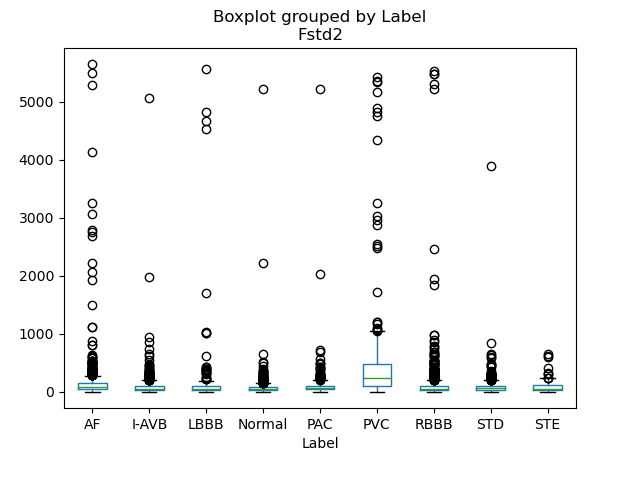 Boxplot grouped by Label
Fstd2
5000
4000
3000
2000
1000
0
AF I-AVB LBBB Normal PAC PVC RBBB STD STE
Label